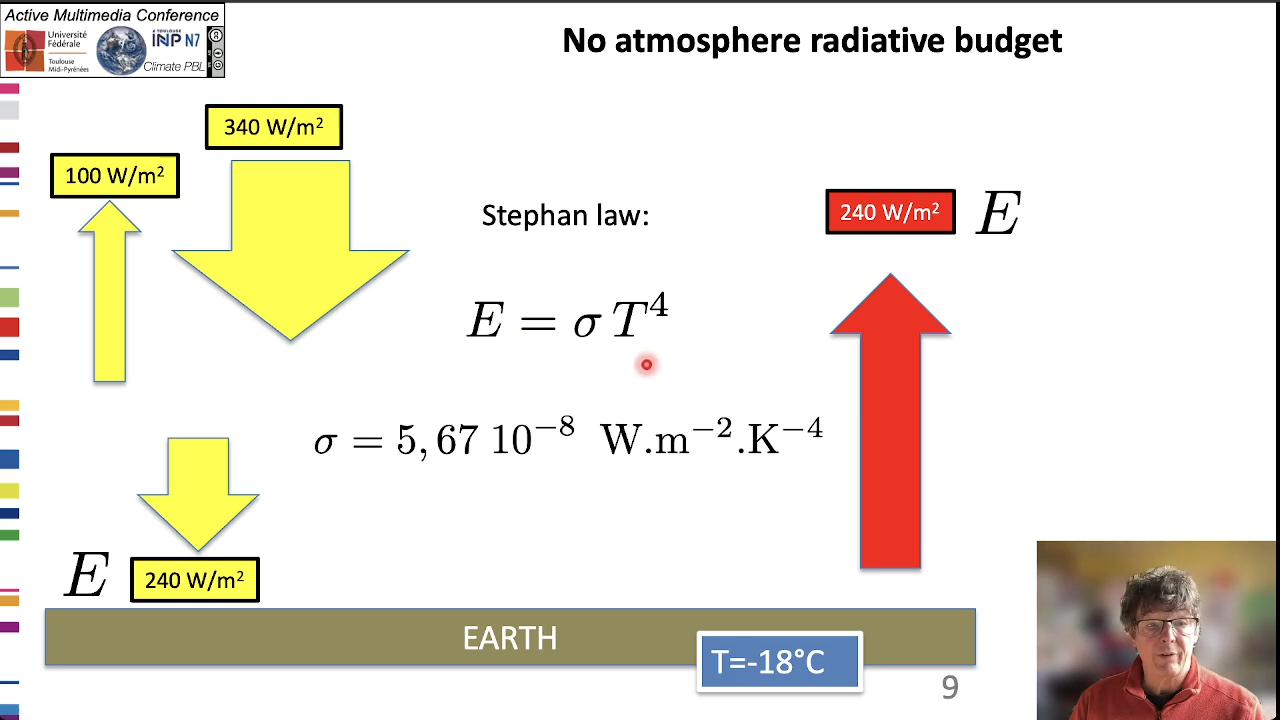 Active Multimedia Conference
Université
Fédérale
Toulouse
Midi-Pyrénées
INP N7
Climate PBL
No atmosphere radiative budget
340 W/m²
100 W/m²
Stephan law:
240 W/m² E
E = σ T⁴
σ = 5,67 10⁻⁸ W.m⁻².K⁻⁴
E 240 W/m²
EARTH
T=-18°C
9